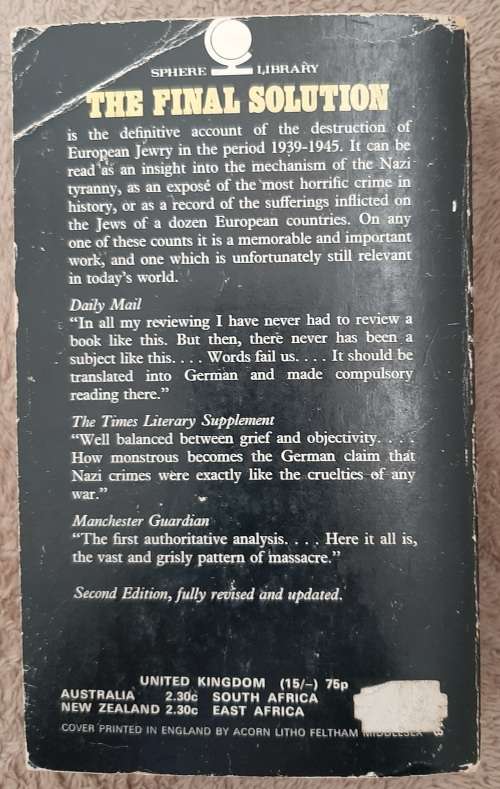 SPHERE LIBRARY
THE FINAL SOLUTION
is the definitive account of the destruction of
European Jewry in the period 1939-1945. It can be
read as an insight into the mechanism of the Nazi
tyranny, as an exposé of the most horrific crime in
history, or as a record of the sufferings inflicted on
the Jews of a dozen European countries. On any
one of these counts it is a memorable and important
work, and one which is unfortunately still relevant
in today's world.
Daily Mail
“In all my reviewing I have never had to review a
book like this. But then, there never has been a
subject like this. . . . Words fail us. . . . It should be
translated into German and made compulsory
reading there.”
The Times Literary Supplement
“Well balanced between grief and objectivity. . . .
How monstrous becomes the German claim that
Nazi crimes were exactly like the cruelties of any
war.”
Manchester Guardian
“The first authoritative analysis. . . . Here it all is,
the vast and grisly pattern of massacre.”
Second Edition, fully revised and updated.
UNITED KINGDOM (15/-) 75p
AUSTRALIA 2.30c SOUTH AFRICA
NEW ZEALAND 2.30c EAST AFRICA
COVER PRINTED IN ENGLAND BY ACORN LITHO FELTHAM MIDDLESEX